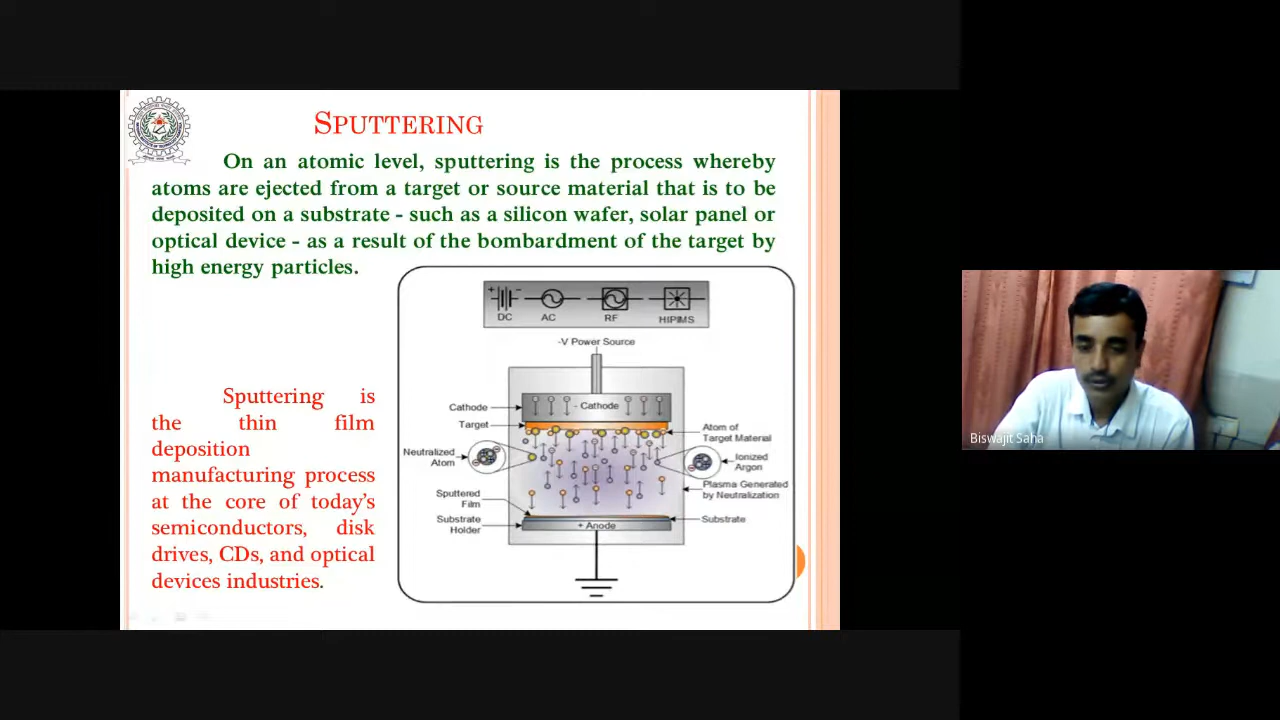 SPUTTERING
On an atomic level, sputtering is the process whereby
atoms are ejected from a target or source material that is to be
deposited on a substrate - such as a silicon wafer, solar panel or
optical device - as a result of the bombardment of the target by
high energy particles.
+ -
DC AC RF HIPIMS
-V Power Source
Cathode
- Cathode
Target
Atom of
Target Material
Neutralized
Atom
Ionized
Argon
Plasma Generated
by Neutralization
Sputtered
Film
Substrate
Holder
+ Anode
Substrate
Sputtering is
the thin film
deposition
manufacturing process
at the core of today's
semiconductors, disk
drives, CDs, and optical
devices industries.
Biswajit Saha